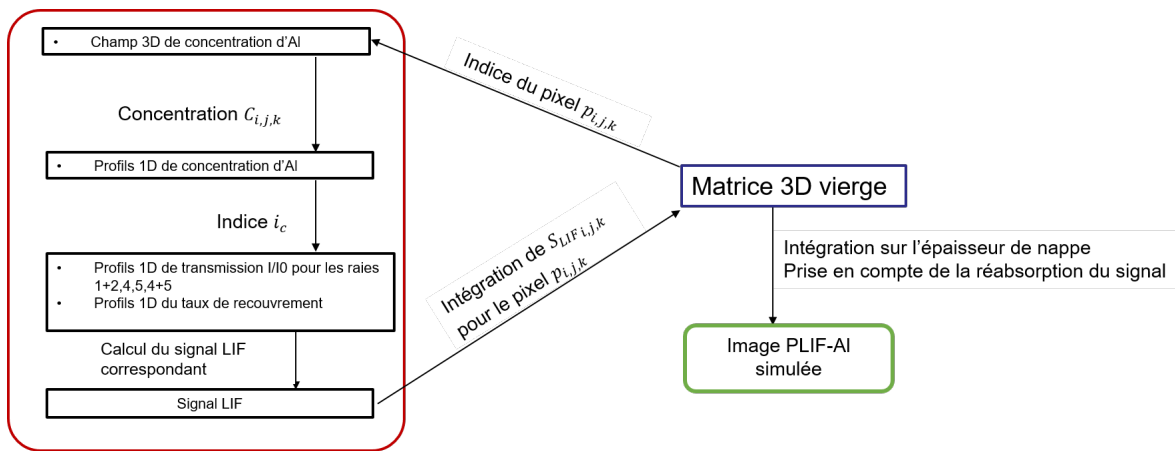 • Champ 3D de concentration d'Al
Concentration C_{i,j,k}
• Profils 1D de concentration d'Al
Indice i_c
• Profils 1D de transmission I/I0 pour les raies
1+2,4,5,4+5
• Profils 1D du taux de recouvrement
Calcul du signal LIF
correspondant
Signal LIF
Indice du pixel p_{i,j,k}
Intégration de S_{LIF i,j,k}
pour le pixel p_{i,j,k}
Matrice 3D vierge
Intégration sur l'épaisseur de nappe
Prise en compte de la réabsorption du signal
Image PLIF-Al
simulée